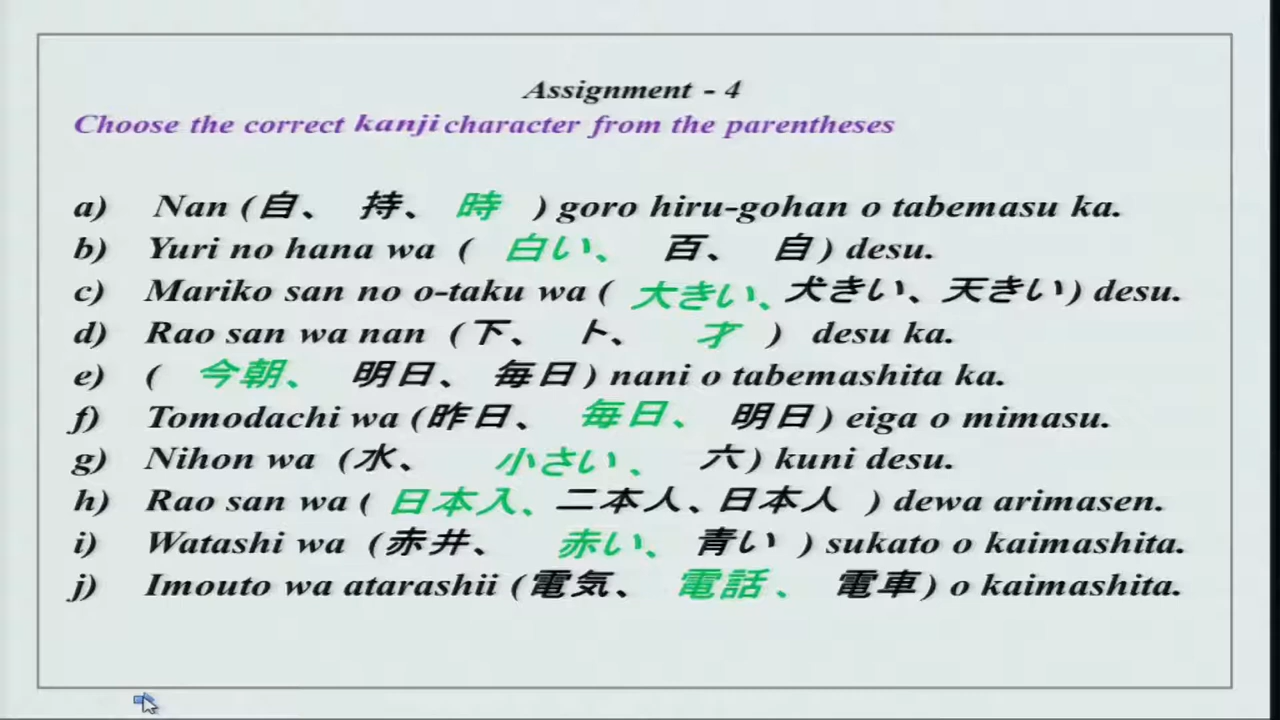 Assignment - 4
Choose the correct kanji character from the parentheses
a) Nan (自、 持、 時 ) goro hiru-gohan o tabemasu ka.
b) Yuri no hana wa ( 白い、 百、 自) desu.
c) Mariko san no o-taku wa ( 大きい、犬きい、天きい) desu.
d) Rao san wa nan (下、 ト、 才 ) desu ka.
e) ( 今朝、 明日、 毎日) nani o tabemashita ka.
f) Tomodachi wa (昨日、 毎日、 明日) eiga o mimasu.
g) Nihon wa (水、 小さい、 六) kuni desu.
h) Rao san wa ( 日本入、二本人、日本人 ) dewa arimasen.
i) Watashi wa (赤井、 赤い、 青い ) sukato o kaimashita.
j) Imouto wa atarashii (電気、 電話、 電車) o kaimashita.